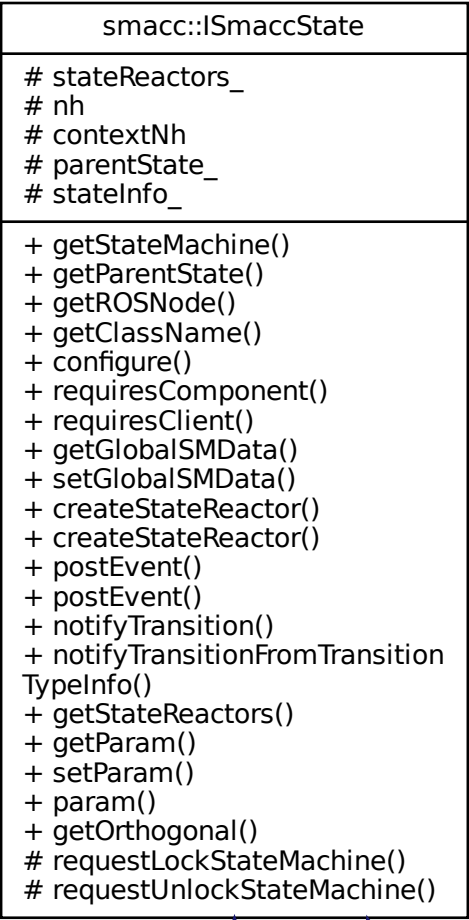 smacc::ISmaccState
# stateReactors_
# nh
# contextNh
# parentState_
# stateInfo_
+ getStateMachine()
+ getParentState()
+ getROSNode()
+ getClassName()
+ configure()
+ requiresComponent()
+ requiresClient()
+ getGlobalSMData()
+ setGlobalSMData()
+ createStateReactor()
+ createStateReactor()
+ postEvent()
+ postEvent()
+ notifyTransition()
+ notifyTransitionFromTransition
TypeInfo()
+ getStateReactors()
+ getParam()
+ setParam()
+ param()
+ getOrthogonal()
# requestLockStateMachine()
# requestUnlockStateMachine()